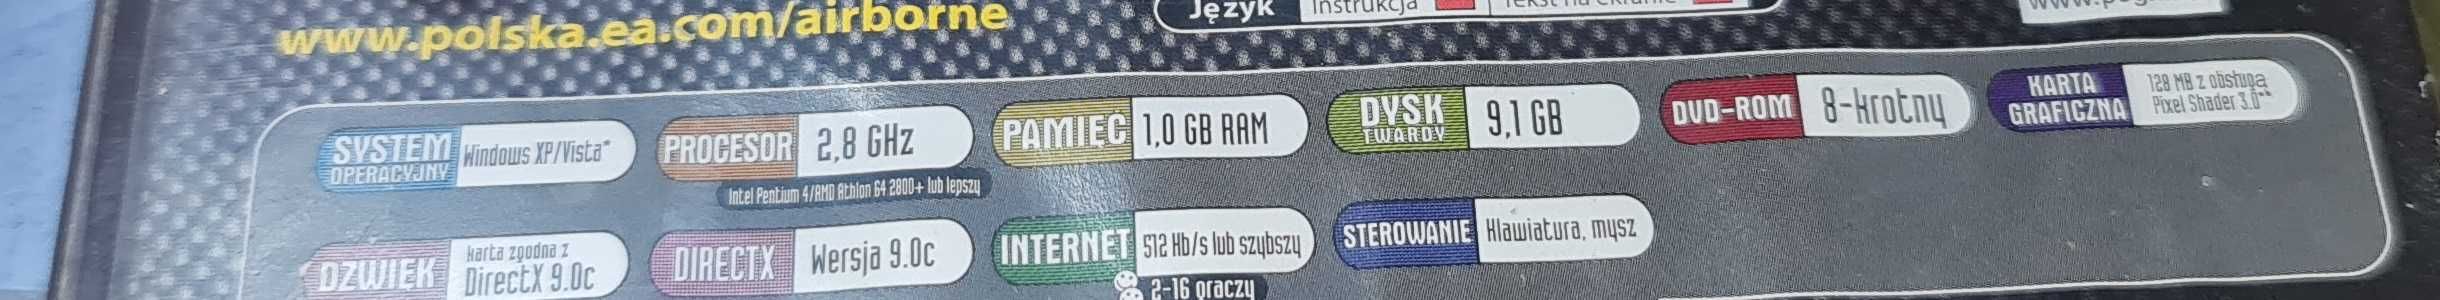 www.polska.ea.com/airborne
Język Instrukcja
SYSTEM OPERACYJNY Windows XP/Vista*
PROCESOR 2,8 GHz
Intel Pentium 4/AMD Athlon 64 2800+ lub lepszy
PAMIĘĆ 1,0 GB RAM
DYSK TWARDY 9,1 GB
DVD-ROM 8-krotny
KARTA GRAFICZNA 128 MB z obsługą Pixel Shader 3.0**
DŹWIĘK karta zgodna z DirectX 9.0c
DIRECTX Wersja 9.0c
INTERNET 512 Kb/s lub szybszy
2-16 graczy
STEROWANIE Klawiatura, mysz